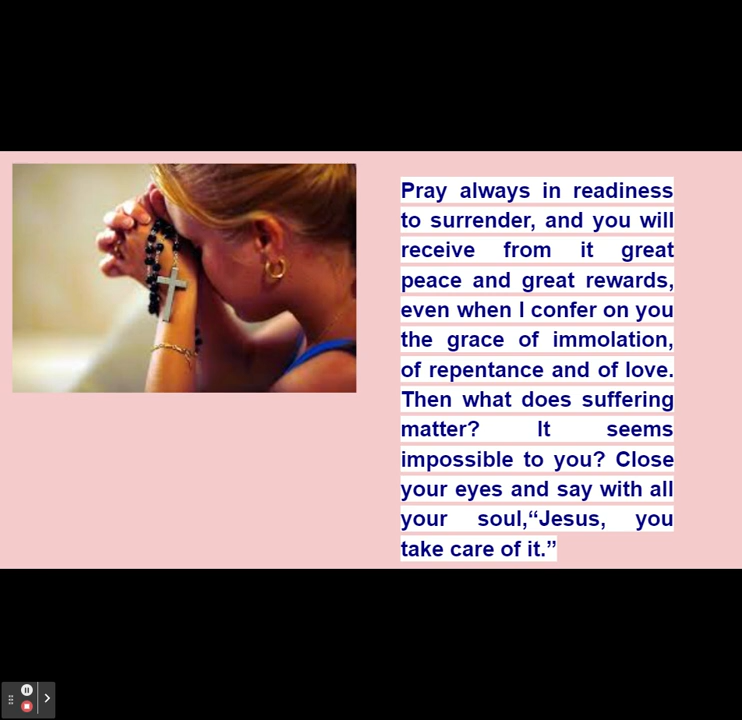 Pray always in readiness
to surrender, and you will
receive from it great
peace and great rewards,
even when I confer on you
the grace of immolation,
of repentance and of love.
Then what does suffering
matter? It seems
impossible to you? Close
your eyes and say with all
your soul,“Jesus, you
take care of it.”